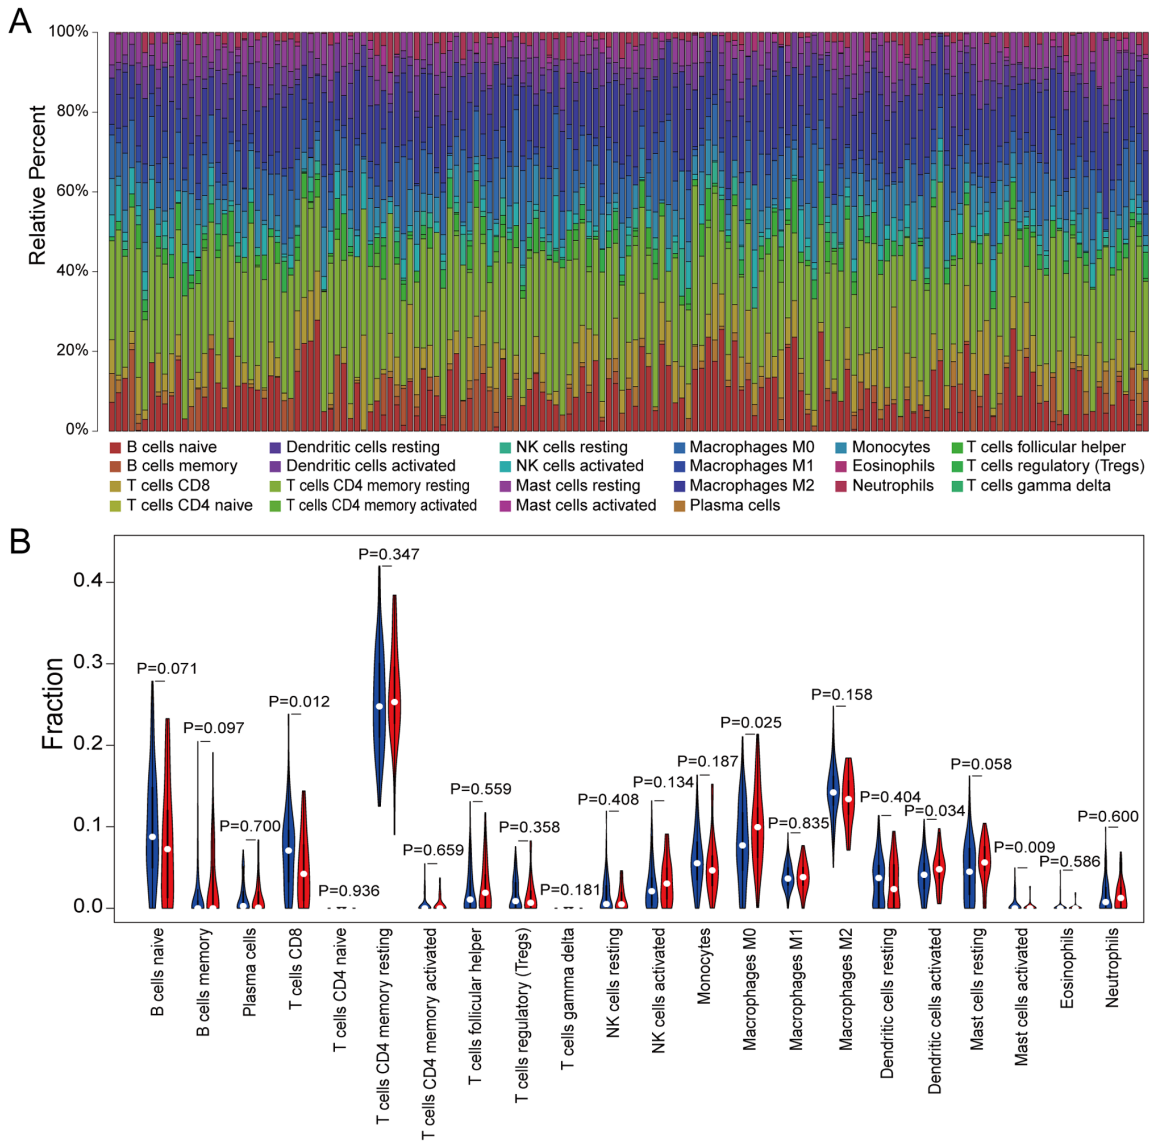 A
Relative Percent
100%
80%
60%
40%
20%
0%
B cells naive
B cells memory
T cells CD8
T cells CD4 naive
Dendritic cells resting
Dendritic cells activated
T cells CD4 memory resting
T cells CD4 memory activated
NK cells resting
NK cells activated
Mast cells resting
Mast cells activated
Macrophages M0
Macrophages M1
Macrophages M2
Plasma cells
Monocytes
Eosinophils
Neutrophils
T cells follicular helper
T cells regulatory (Tregs)
T cells gamma delta
B
Fraction
0.4
0.3
0.2
0.1
0.0
P=0.071
P=0.097
P=0.700
P=0.012
P=0.936
P=0.347
P=0.659
P=0.559
P=0.358
P=0.181
P=0.408
P=0.134
P=0.187
P=0.025
P=0.835
P=0.158
P=0.404
P=0.034
P=0.058
P=0.009
P=0.586
P=0.600
B cells naive
B cells memory
Plasma cells
T cells CD8
T cells CD4 naive
T cells CD4 memory resting
T cells CD4 memory activated
T cells follicular helper
T cells regulatory (Tregs)
T cells gamma delta
NK cells resting
NK cells activated
Monocytes
Macrophages M0
Macrophages M1
Macrophages M2
Dendritic cells resting
Dendritic cells activated
Mast cells resting
Mast cells activated
Eosinophils
Neutrophils